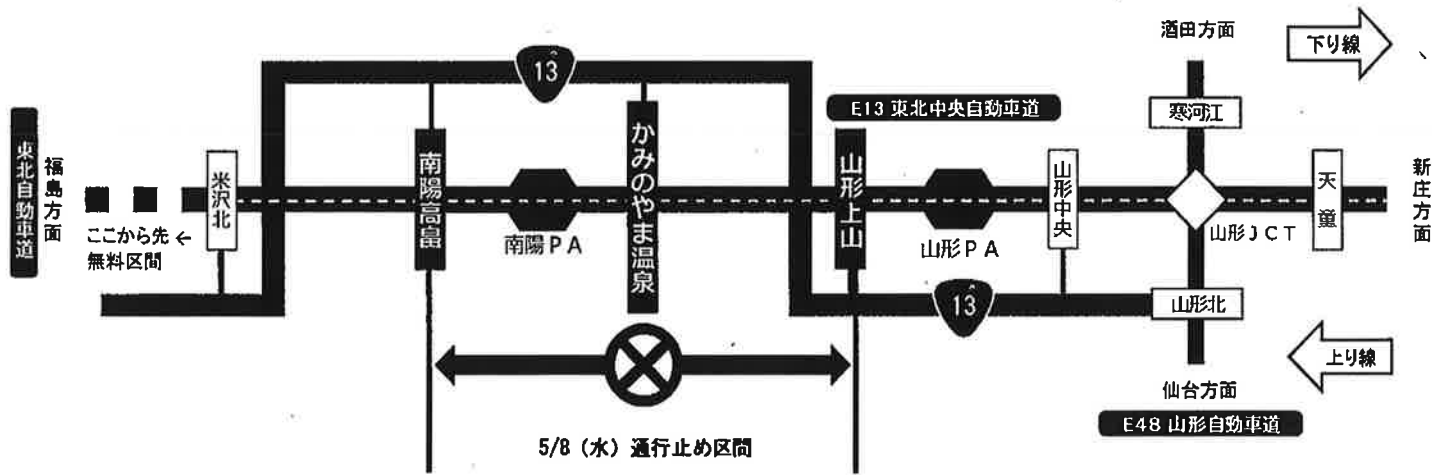 酒田方面
下り線
13
E13 東北中央自動車道
寒河江
東北自動車道
福島方面
米沢北
南陽高畠
かみのやま温泉
山形上山
山形中央
天童
新庄方面
ここから先←
無料区間
南陽PA
山形PA
山形JCT
13
山形北
上り線
仙台方面
E48 山形自動車道
5/8（水）通行止め区間